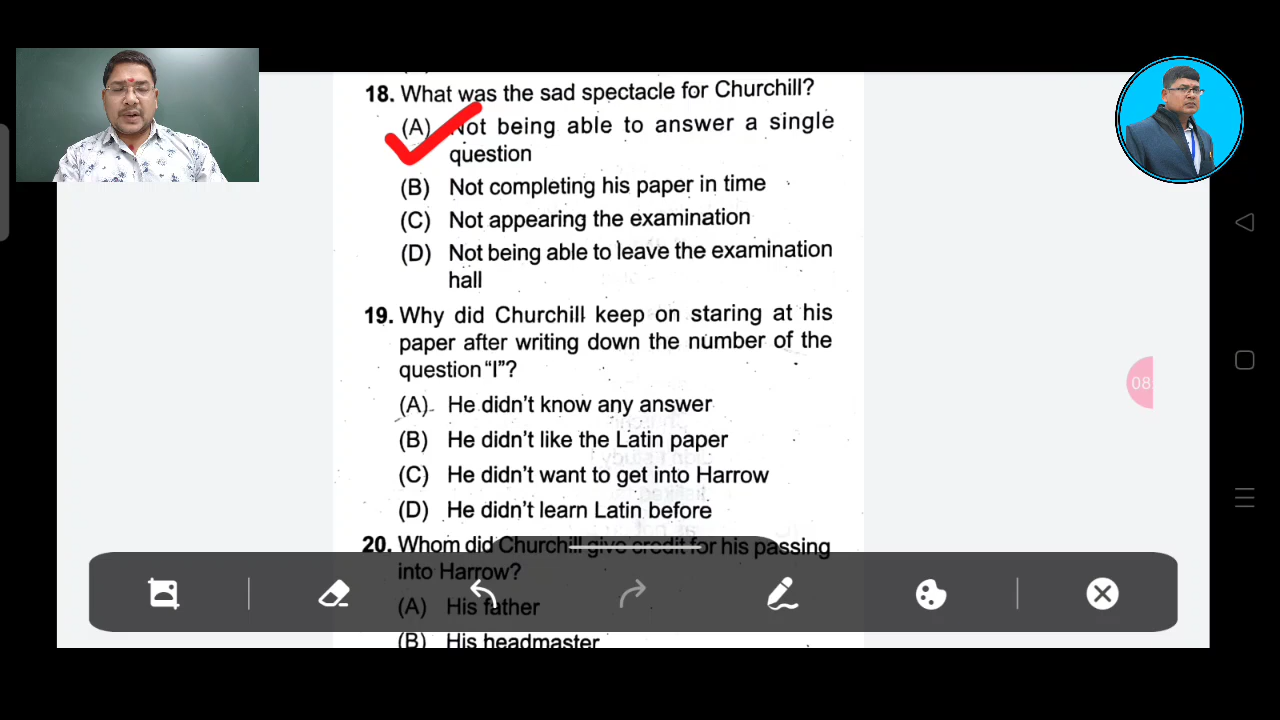 18. What was the sad spectacle for Churchill?
(A) Not being able to answer a single
question
(B) Not completing his paper in time
(C) Not appearing the examination
(D) Not being able to leave the examination
hall
19. Why did Churchill keep on staring at his
paper after writing down the number of the
question "I"?
(A) He didn't know any answer
(B) He didn't like the Latin paper
(C) He didn't want to get into Harrow
(D) He didn't learn Latin before
20. Whom did Churchill give credit for his passing
into Harrow?
(A) His father
(B) His headmaster
08